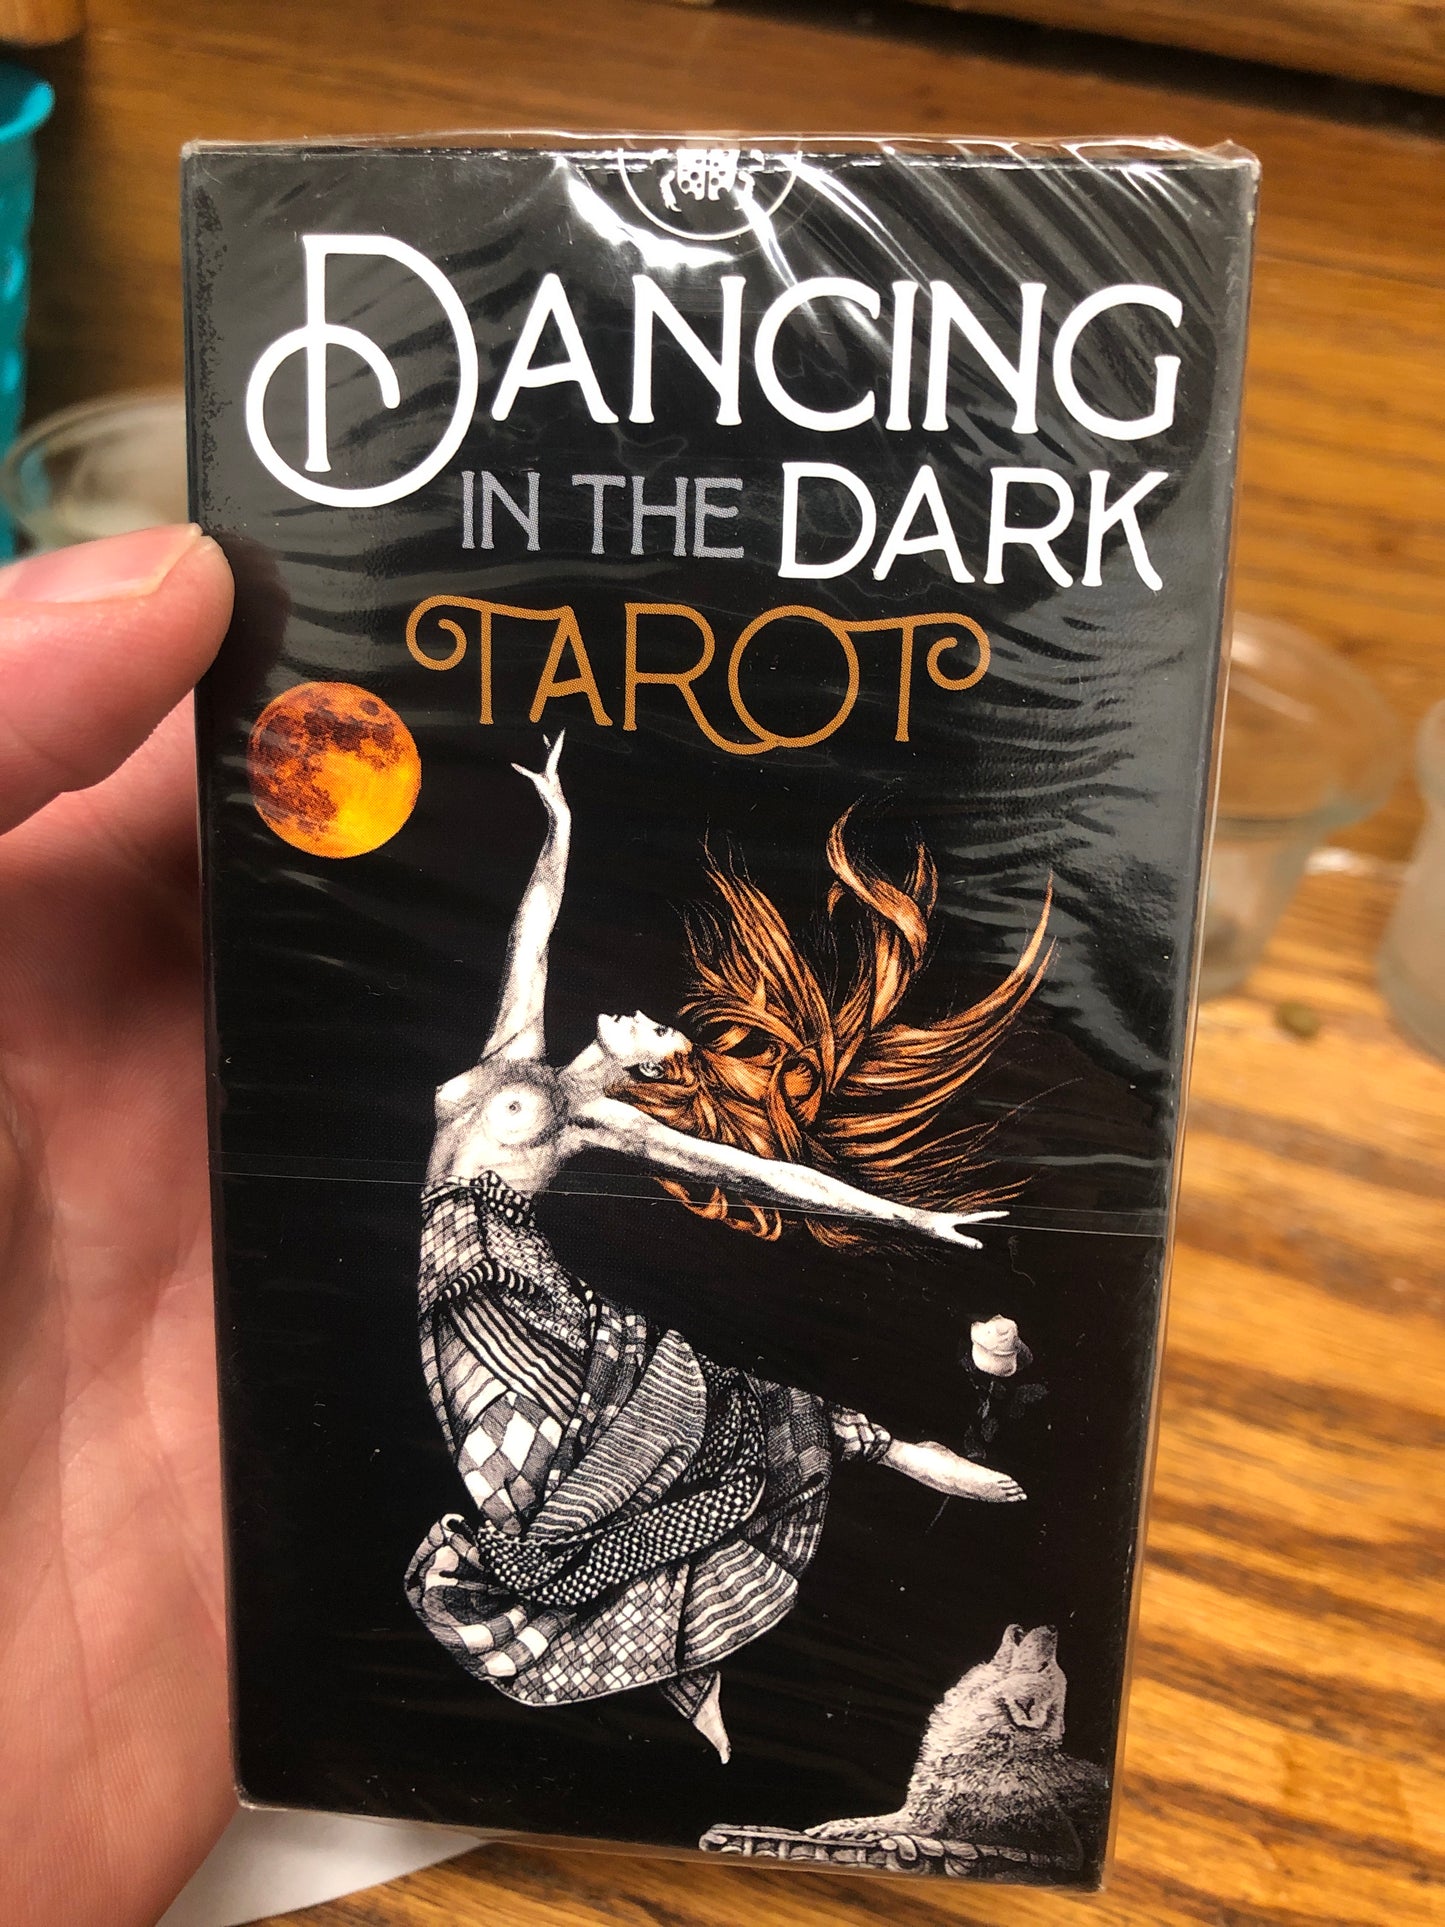 DANCING
IN THE DARK
TAROT